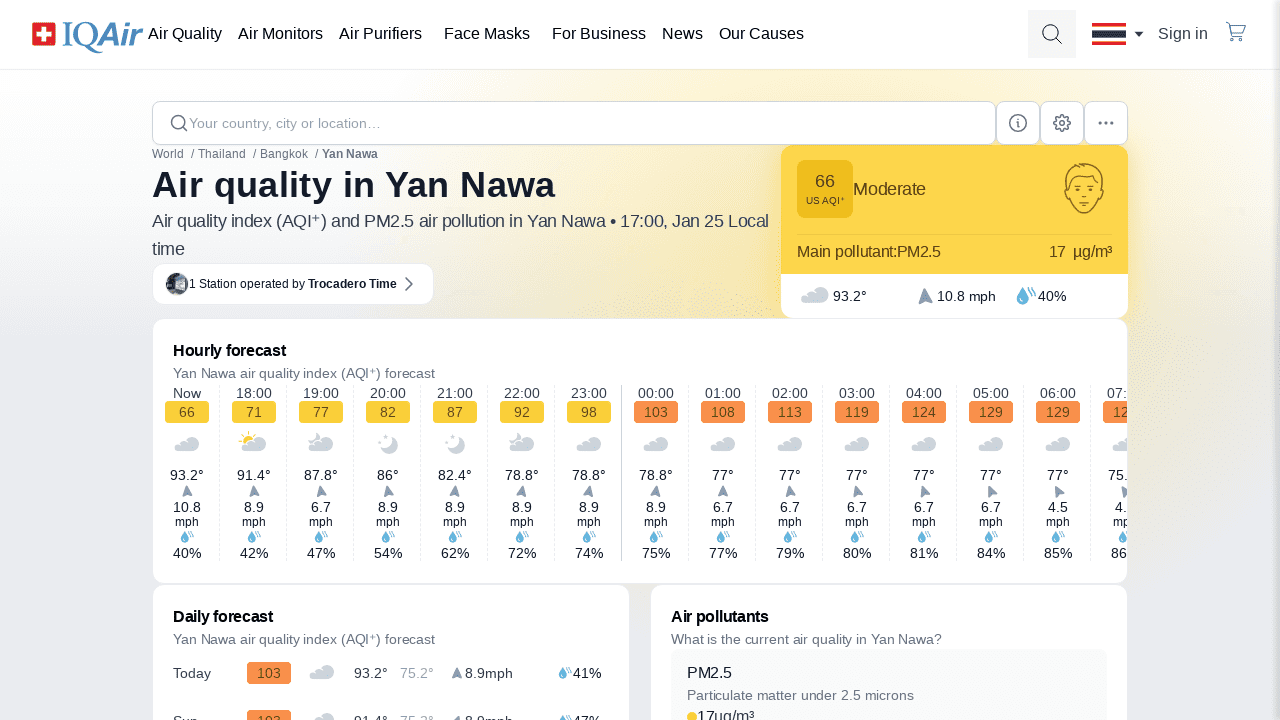 IQAir
Air Quality Air Monitors Air Purifiers Face Masks For Business News Our Causes
Sign in
Your country, city or location…
World / Thailand / Bangkok / Yan Nawa
Air quality in Yan Nawa
Air quality index (AQI⁺) and PM2.5 air pollution in Yan Nawa • 17:00, Jan 25 Local
time
1 Station operated by Trocadero Time
66
US AQI⁺
Moderate
Main pollutant:PM2.5 17 µg/m³
93.2° 10.8 mph 40%
Hourly forecast
Yan Nawa air quality index (AQI⁺) forecast
Now 18:00 19:00 20:00 21:00 22:00 23:00 00:00 01:00 02:00 03:00 04:00 05:00 06:00 07:
66 71 77 82 87 92 98 103 108 113 119 124 129 129 12
93.2° 91.4° 87.8° 86° 82.4° 78.8° 78.8° 78.8° 77° 77° 77° 77° 77° 77° 75.
10.8 8.9 6.7 8.9 8.9 8.9 8.9 8.9 6.7 6.7 6.7 6.7 6.7 4.5 4.
mph mph mph mph mph mph mph mph mph mph mph mph mph mph mp
40% 42% 47% 54% 62% 72% 74% 75% 77% 79% 80% 81% 84% 85% 86
Daily forecast
Yan Nawa air quality index (AQI⁺) forecast
Today 103 93.2° 75.2° 8.9mph 41%
Sun 103 91.4° 75.2° 8.9mph 47%
Air pollutants
What is the current air quality in Yan Nawa?
PM2.5
Particulate matter under 2.5 microns
17µg/m³